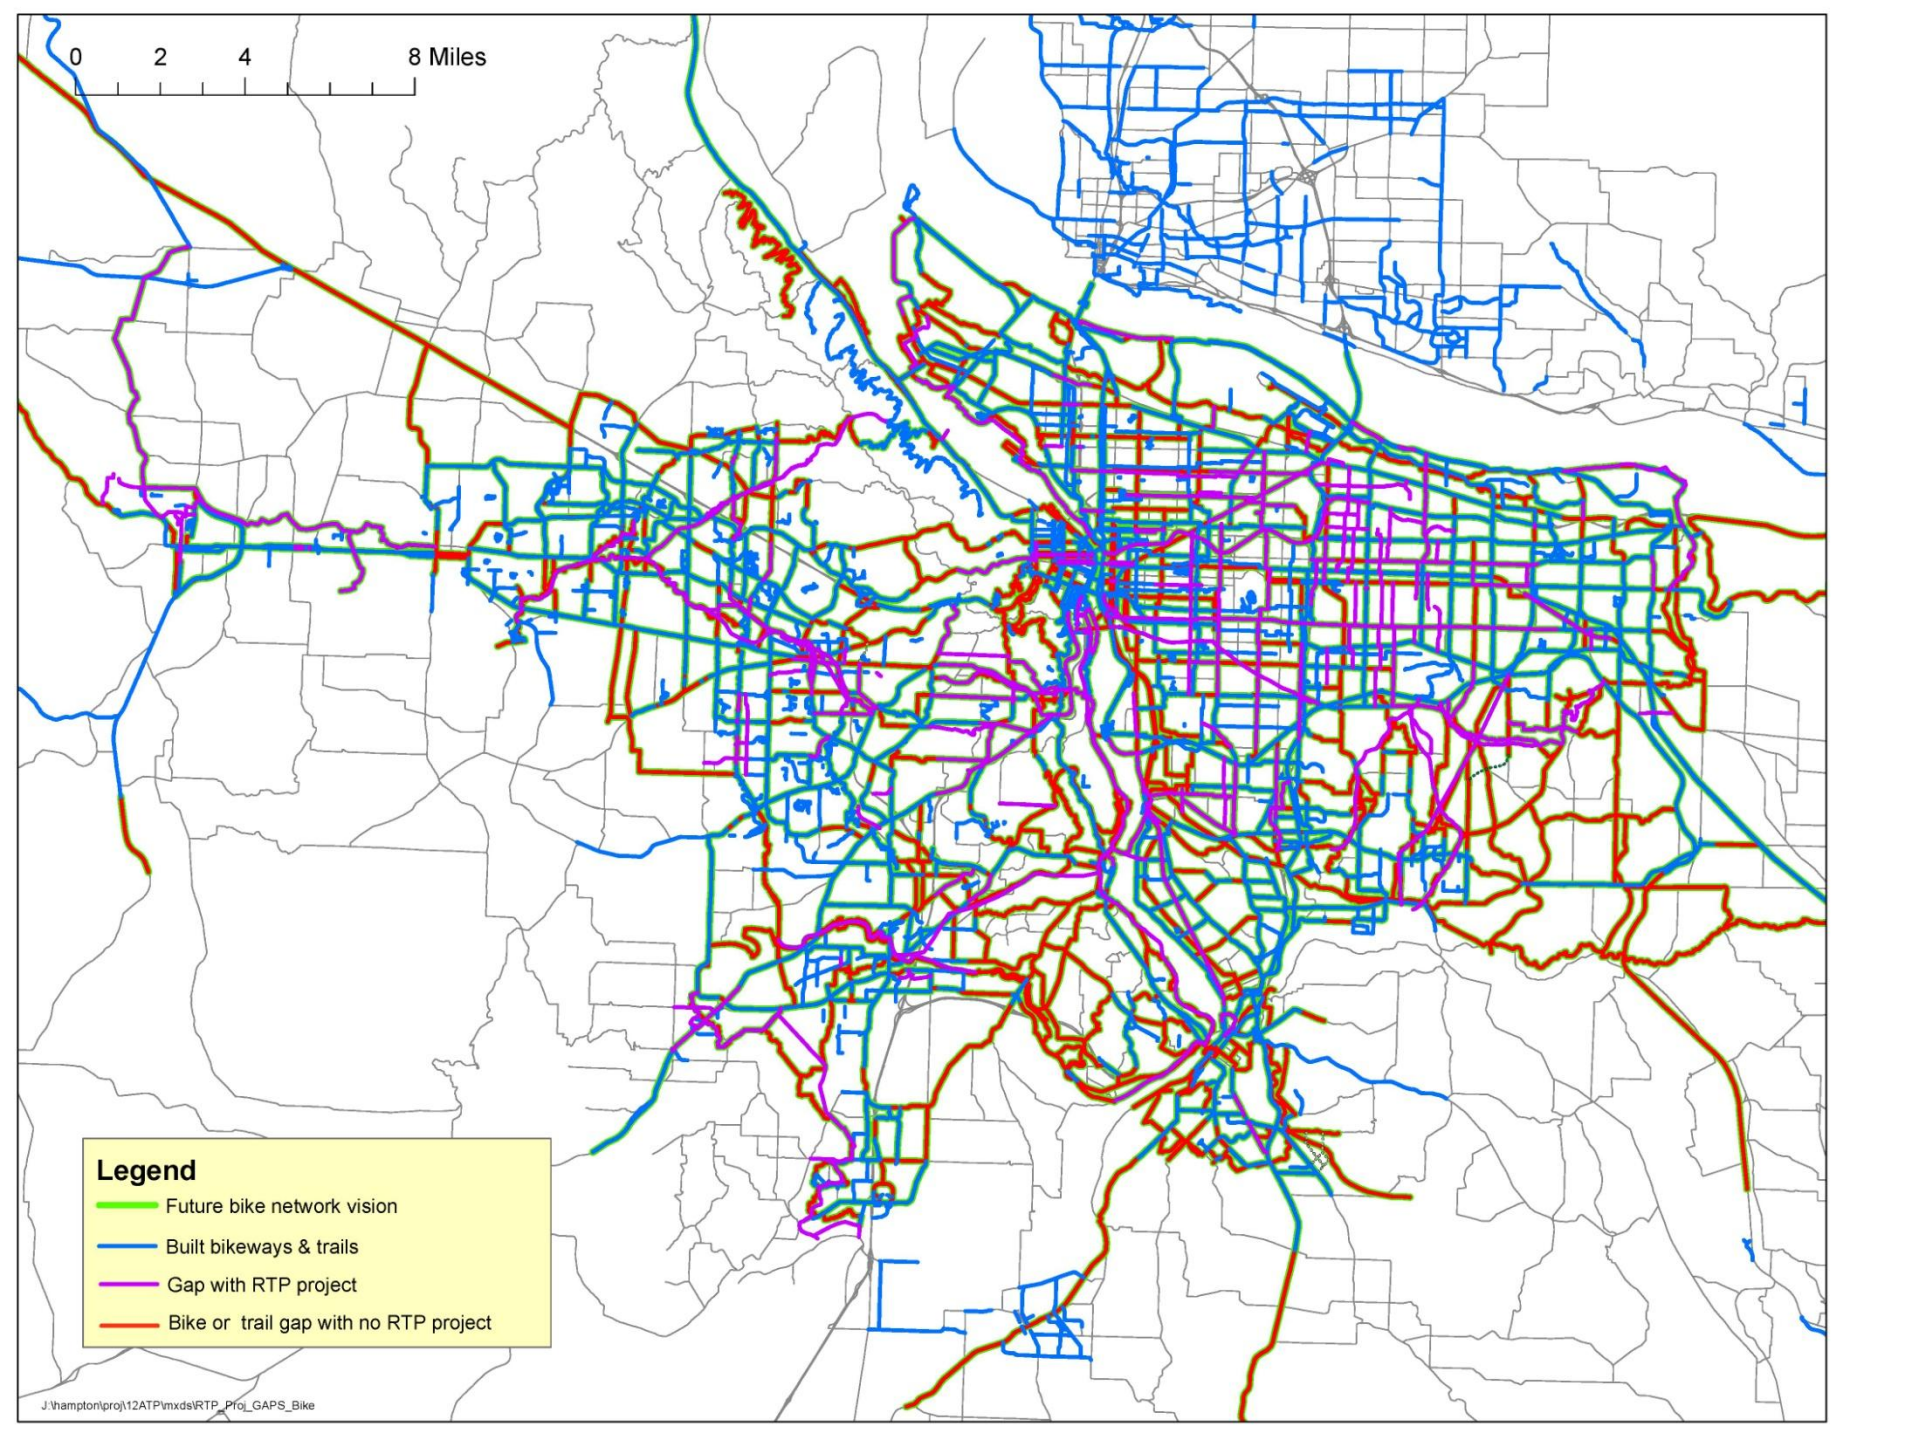 0 2 4 8 Miles
Legend
Future bike network vision
Built bikeways & trails
Gap with RTP project
Bike or trail gap with no RTP project
J:\hampton\proj\12ATP\mxds\RTP_Proj_GAPS_Bike